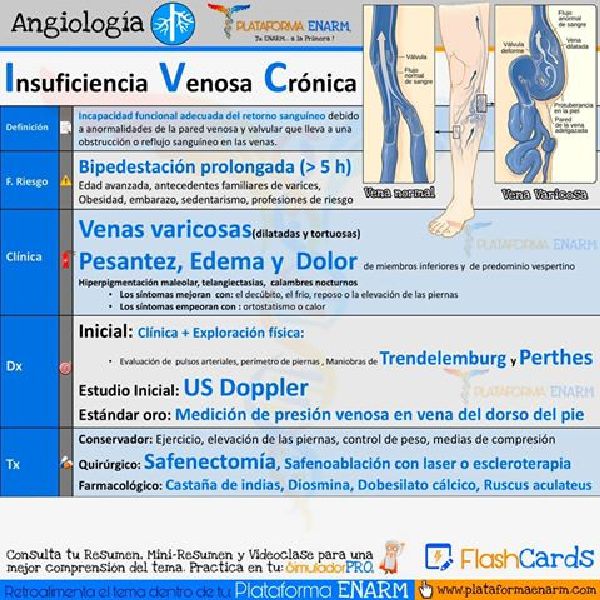 Angiología
PLATAFORMA ENARM
Tu ENARM... a la Primera !
Insuficiencia Venosa Crónica
Válvula
Flujo
normal
de sangre
Vena normal
Flujo
anormal
de sangre
Válvula
deforme
Vena
dilatada
Protuberancia
en la piel
Pared
de la vena
adelgazada
Vena Varicosa
Definición
incapacidad funcional adecuada del retorno sanguíneo debido
a anormalidades de la pared venosa y valvular que lleva a una
obstrucción o reflujo sanguíneo en las venas.
F. Riesgo
Bipedestación prolongada (> 5 h)
Edad avanzada, antecedentes familiares de varices,
Obesidad, embarazo, sedentarismo, profesiones de riesgo
Clínica
Venas varicosas(dilatadas y tortuosas)
Pesantez, Edema y Dolor de miembros inferiores y de predominio vespertino
Hiperpigmentación maleolar, telangiectasias, calambres nocturnos
• Los síntomas mejoran con: el decúbito, el frio, reposo o la elevación de las piernas
• Los síntomas empeoran con : ortostatismo o calor
PLATAFORMA ENARM
Dx
Inicial: Clínica + Exploración física:
• Evaluación de pulsos arteriales, perimetro de piernas , Maniobras de Trendelemburg y Perthes
Estudio Inicial: US Doppler
Estándar oro: Medición de presión venosa en vena del dorso del pie
PLATAFORMA ENARM
Tx
Conservador: Ejercicio, elevación de las piernas, control de peso, medias de compresión
Quirúrgico: Safenectomía, Safenoablación con laser o escleroterapia
Farmacológico: Castaña de indias, Diosmina, Dobesilato cálcico, Ruscus aculateus
Consulta tu Resumen, Mini-Resumen y Videoclase para una
mejor comprensión del tema. Practica en tu: SimuladorPRO.
FlashCards
Retroalimenta el tema dentro de tu Plataforma ENARM www.plataformaenarm.com